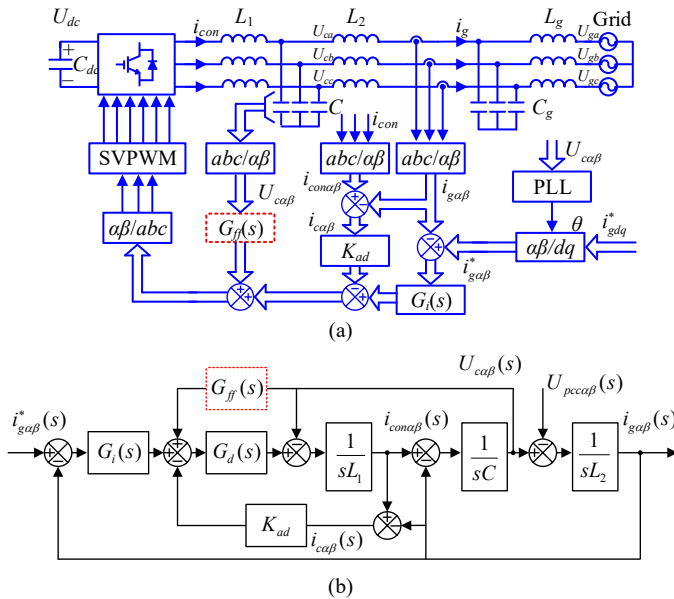 U_dc i_con L_1 L_2 i_g L_g Grid
U_ca U_ga
+ C_dc − U_cb U_gb
U_cc U_gc
C i_con C_g
SVPWM abc/αβ abc/αβ abc/αβ U_cαβ
i_conαβ i_gαβ PLL
U_cαβ
αβ/abc G_ff(s) i_cαβ − − θ i*_gdq
K_ad i*_gαβ αβ/dq
+ + − + G_i(s)
(a)
G_ff(s) U_cαβ(s)
U_pccαβ(s)
i*_gαβ(s) i_conαβ(s) i_gαβ(s)
G_i(s) G_d(s) 1/sL_1 1/sC 1/sL_2
K_ad
i_cαβ(s)
(b)